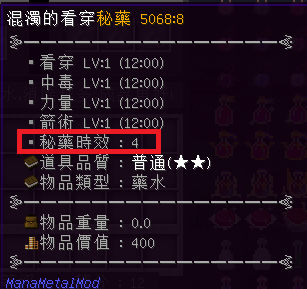 混濁的看穿秘藥 5068:8
▪ 看穿 LV:1 (12:00)
▪ 中毒 LV:1 (12:00)
▪ 力量 LV:1 (12:00)
▪ 箭術 LV:1 (12:00)
▪ 秘藥時效 : 4
道具品質 : 普通(★★)
物品類型 : 藥水
物品重量 : 0.0
物品價值 : 400
ManaMetalMod